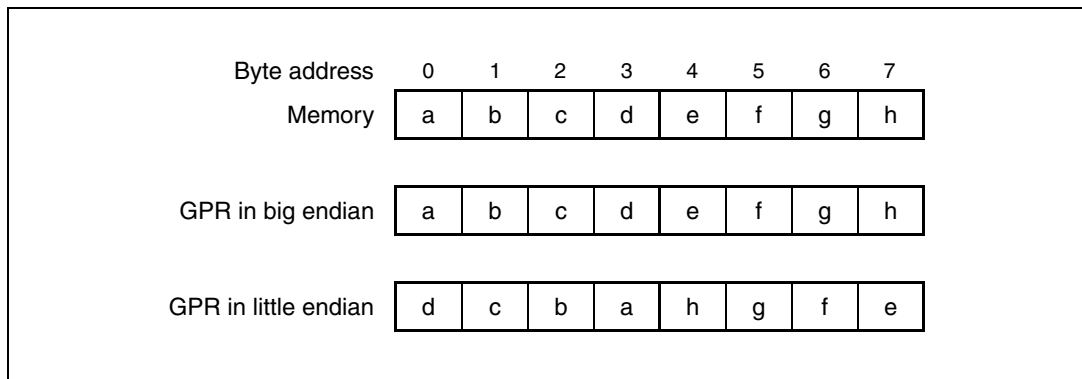 Byte address 0 1 2 3 4 5 6 7
Memory a b c d e f g h
GPR in big endian a b c d e f g h
GPR in little endian d c b a h g f e